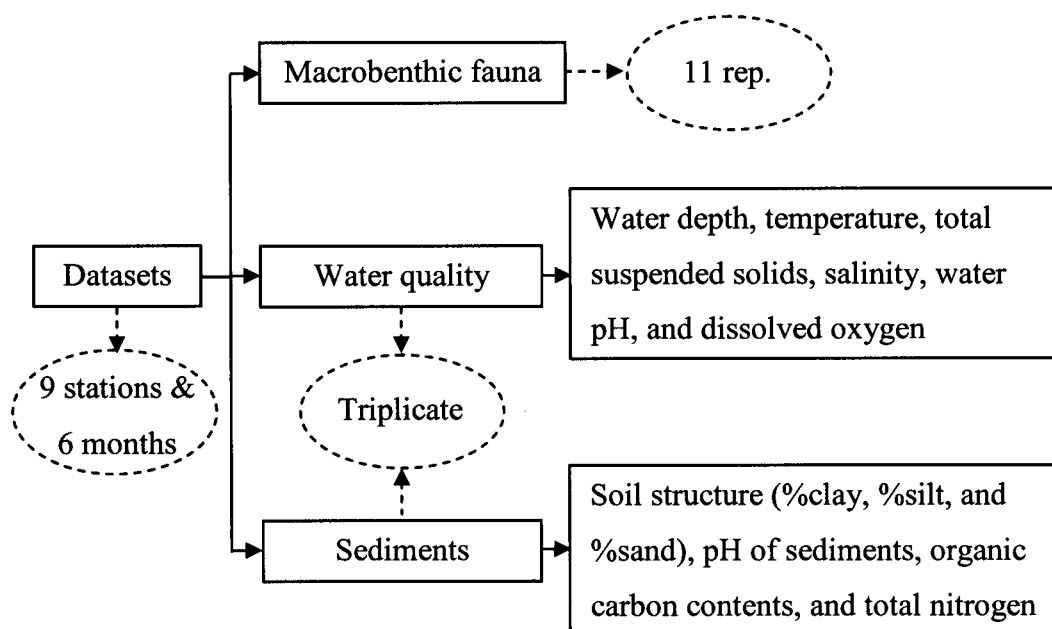 Macrobenthic fauna
11 rep.
Datasets
Water quality
Water depth, temperature, total
suspended solids, salinity, water
pH, and dissolved oxygen
9 stations &
6 months
Triplicate
Sediments
Soil structure (%clay, %silt, and
%sand), pH of sediments, organic
carbon contents, and total nitrogen